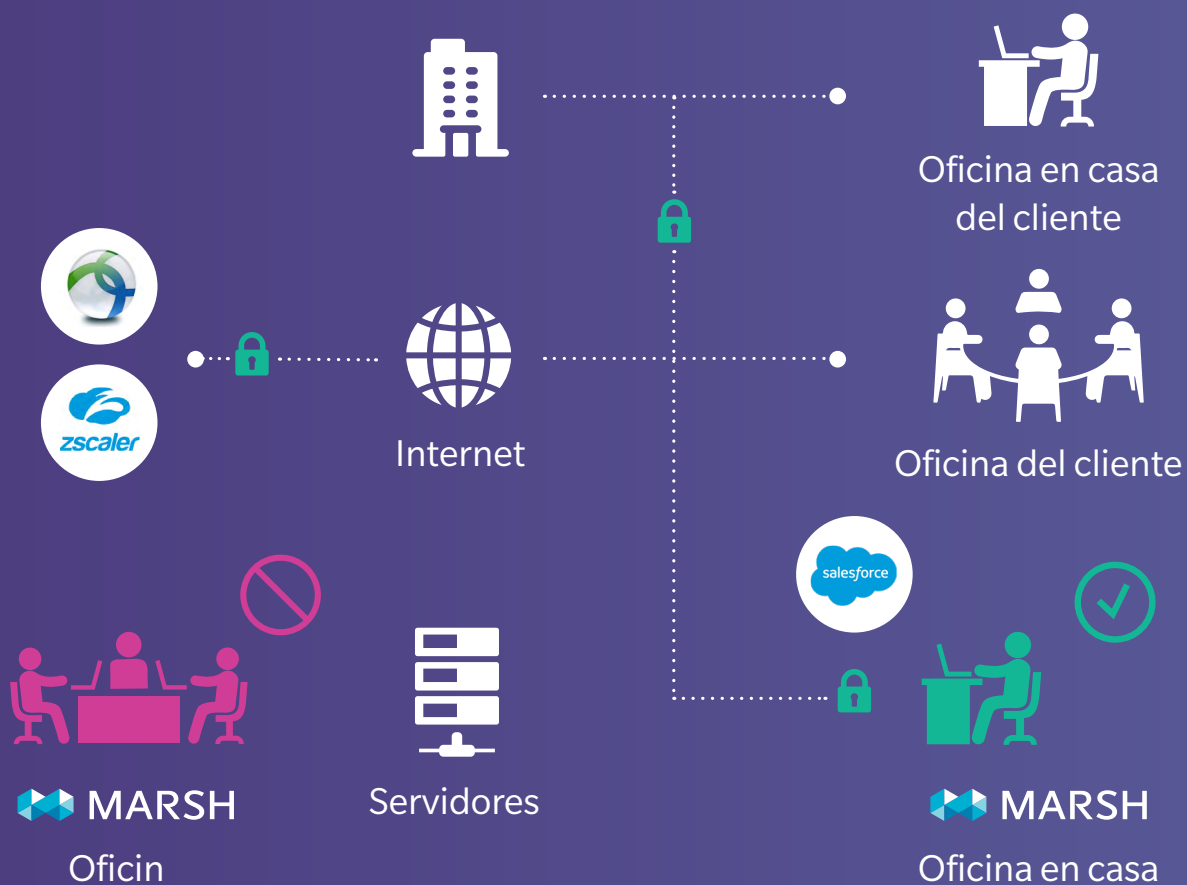 Oficina en casa
del cliente
zscaler
Internet
Oficina del cliente
salesforce
MARSH
Oficin
Servidores
MARSH
Oficina en casa